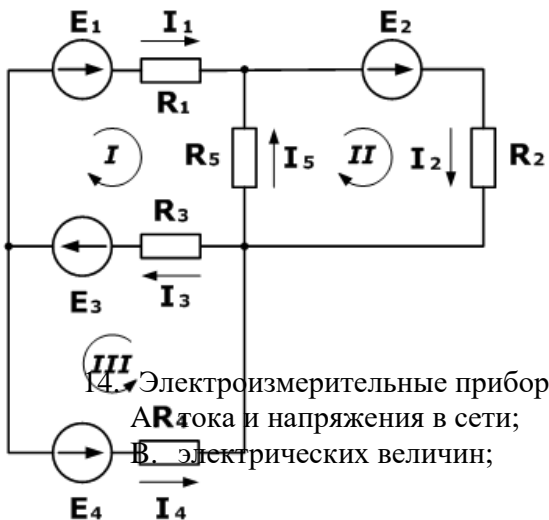 E1 I1 E2
R1
I R5 I5 II I2 R2
R3
I3
E3
III
14. Электроизмерительные прибор
А. тока и напряжения в сети;
R4
В. электрических величин;
E4 I4